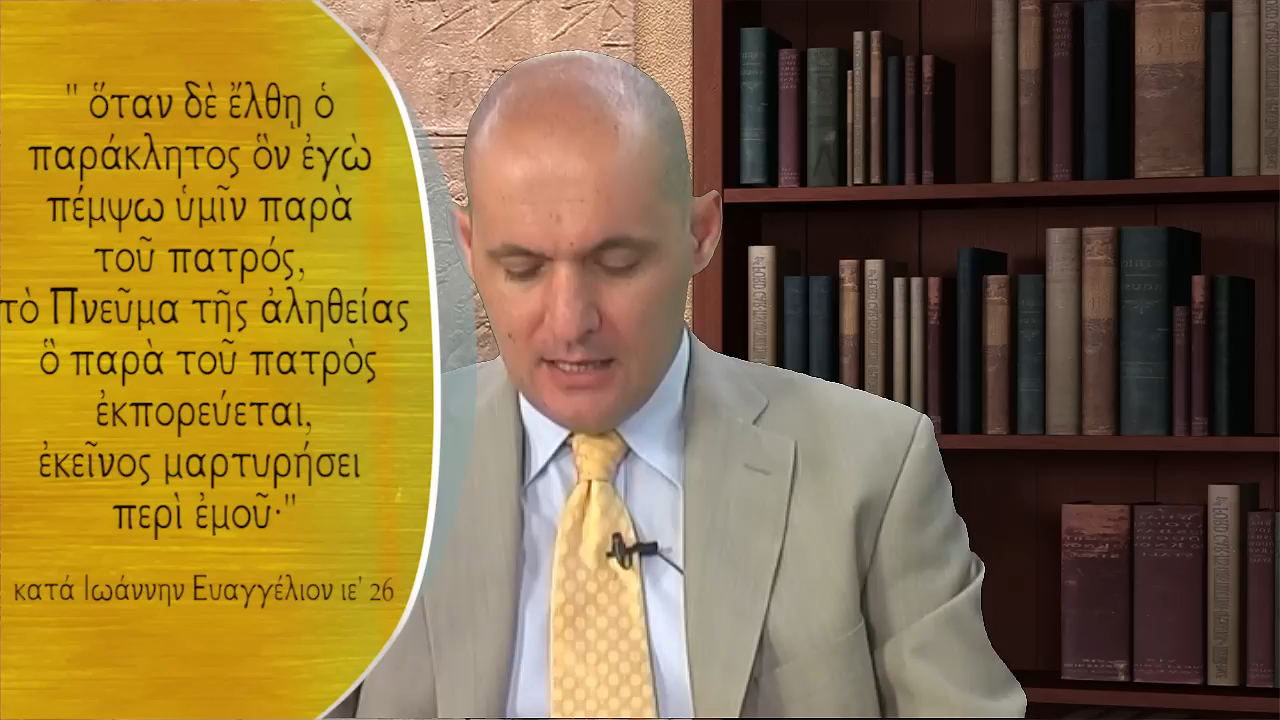 " ὅταν δὲ ἔλθῃ ὁ
παράκλητος ὃν ἐγὼ
πέμψω ὑμῖν παρὰ
τοῦ πατρός,
τὸ Πνεῦμα τῆς ἀληθείας
ὃ παρὰ τοῦ πατρὸς
ἐκπορεύεται,
ἐκεῖνος μαρτυρήσει
περὶ ἐμοῦ·"
κατά Ιωάννην Ευαγγέλιον ιε' 26